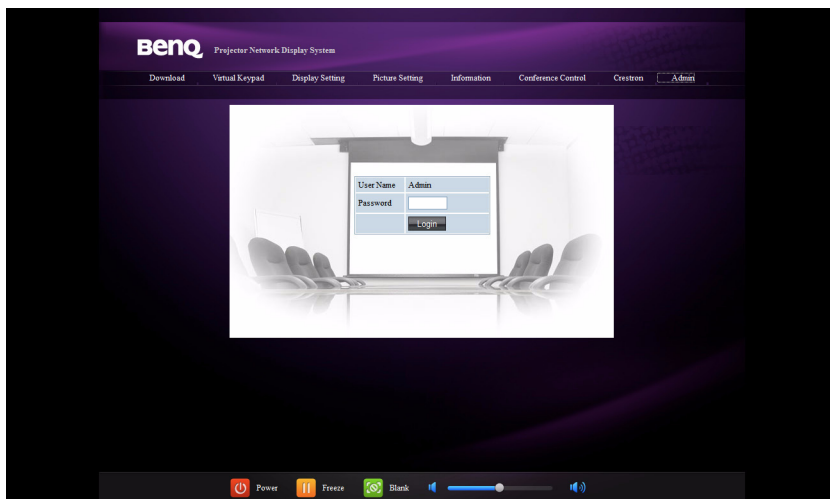 BenQ Projector Network Display System
Download Virtual Keypad Display Setting Picture Setting Information Conference Control Crestron Admin
User Name Admin
Password
Login
Power Freeze Blank